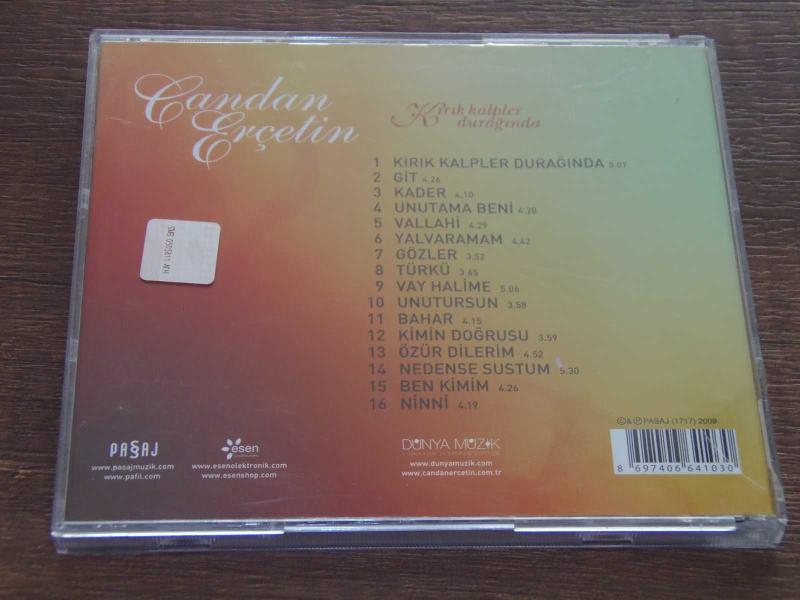 Candan
Erçetin
Kırık kalpler
durağında
1 KIRIK KALPLER DURAĞINDA 5.07
2 GİT 4.26
3 KADER 4.10
4 UNUTAMA BENİ 4.20
5 VALLAHİ 4.29
6 YALVARAMAM 4.42
7 GÖZLER 3.52
8 TÜRKÜ 3.45
9 VAY HALİME 5.06
10 UNUTURSUN 3.58
11 BAHAR 4.15
12 KİMİN DOĞRUSU 3.59
13 ÖZÜR DİLERİM 4.52
14 NEDENSE SUSTUM 5.30
15 BEN KİMİM 4.26
16 NİNNİ 4.19
PASAJ
www.pasajmuzik.com
www.pafil.com
esen
www.esenelektronik.com
www.esenshop.com
DÜNYA MÜZİK
www.dunyamuzik.com
www.candanercetin.com.tr
©& ℗ PASAJ (1717) 2009
8 697406 641030